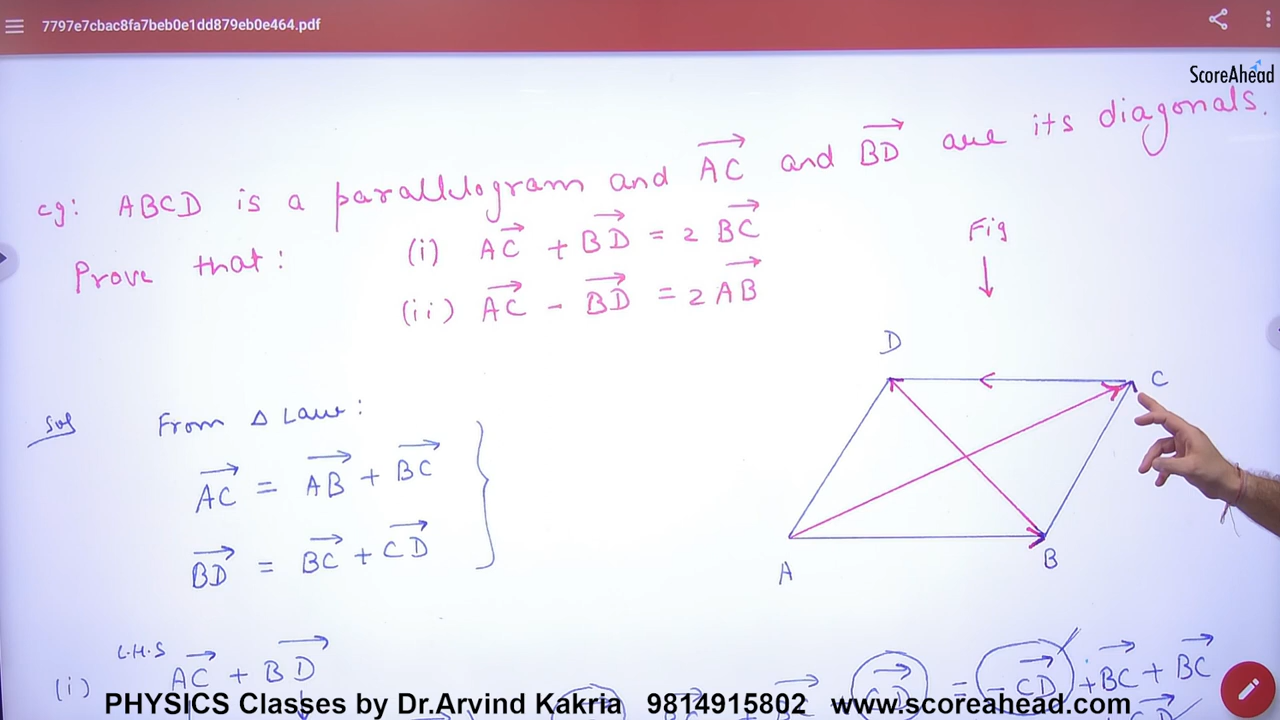 7797e7cbac8fa7beb0e1dd879eb0e464.pdf
ScoreAhead
eg: ABCD is a parallelogram and AC⃗ and BD⃗ are its diagonals.
Prove that : (i) AC⃗ + BD⃗ = 2 BC⃗
(ii) AC⃗ - BD⃗ = 2 AB⃗
Fig
D
C
A
B
Sol From Δ Law :
AC⃗ = AB⃗ + BC⃗
BD⃗ = BC⃗ + CD⃗
L.H.S
(i) AC⃗ + BD⃗
= - CD⃗ + BC⃗ + BC⃗
PHYSICS Classes by Dr.Arvind Kakria 9814915802 www.scoreahead.com